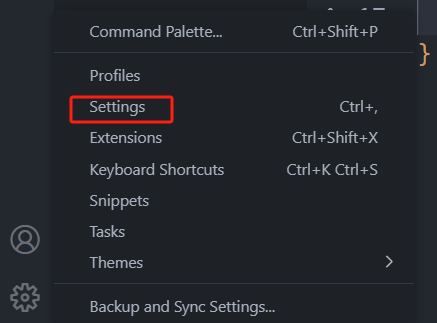 Command Palette... Ctrl+Shift+P
}
Profiles
Settings Ctrl+,
Extensions Ctrl+Shift+X
Keyboard Shortcuts Ctrl+K Ctrl+S
Snippets
Tasks
Themes
Backup and Sync Settings...